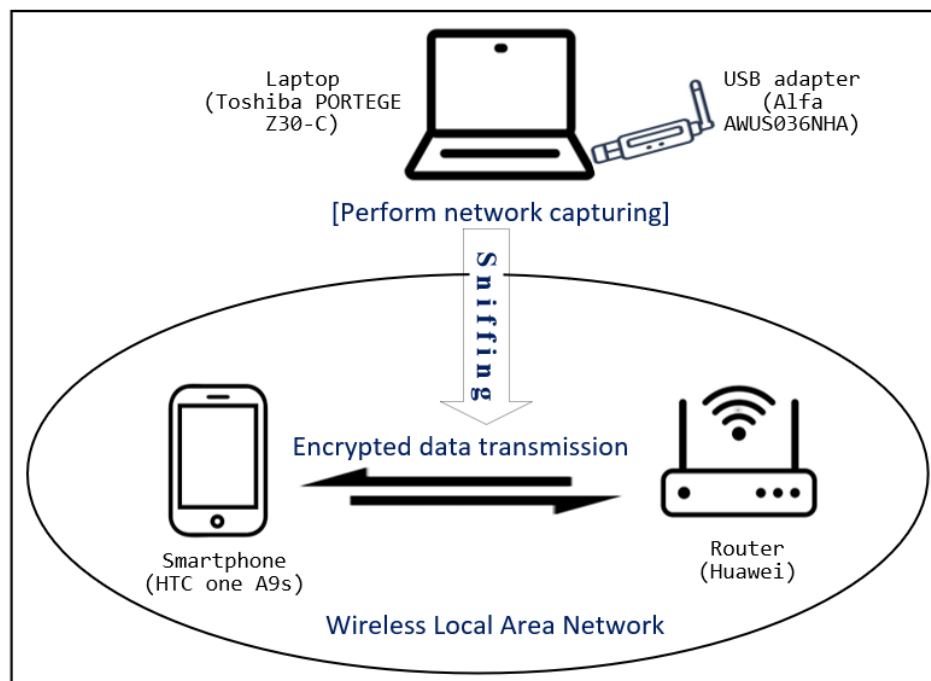 Laptop
(Toshiba PORTEGE
Z30-C)
USB adapter
(Alfa
AWUS036NHA)
[Perform network capturing]
Sniffing
Encrypted data transmission
Smartphone
(HTC one A9s)
Router
(Huawei)
Wireless Local Area Network